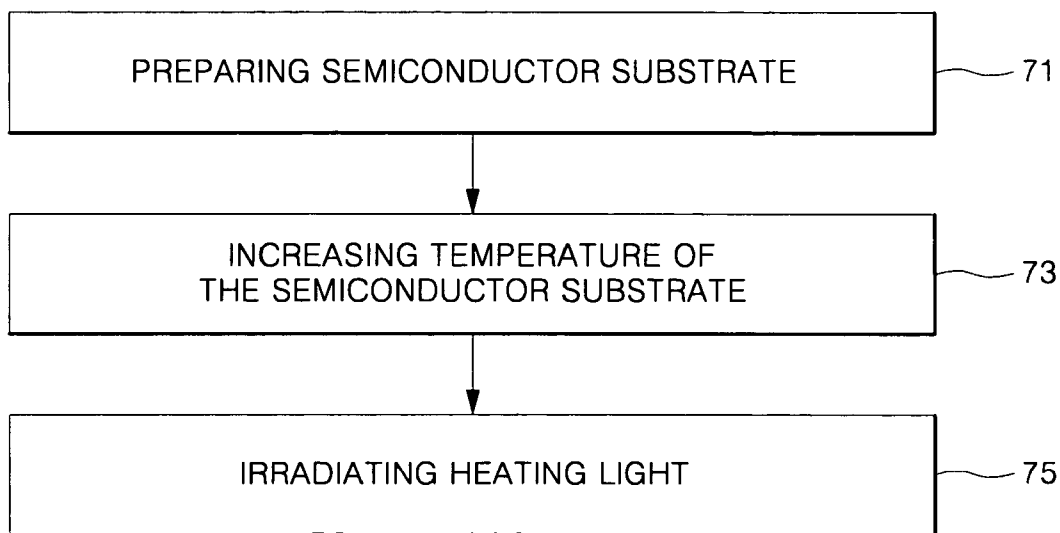 PREPARING SEMICONDUCTOR SUBSTRATE
71
INCREASING TEMPERATURE OF
THE SEMICONDUCTOR SUBSTRATE
73
IRRADIATING HEATING LIGHT
75